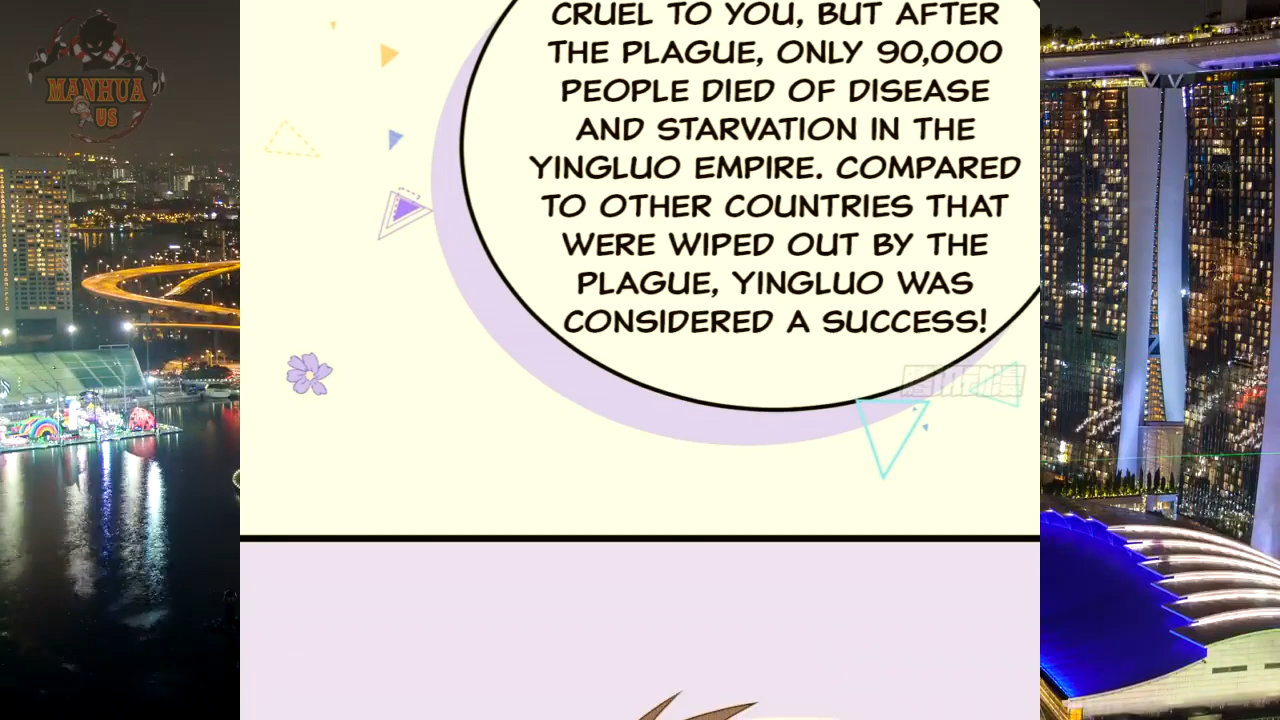 MANHUA
US
CRUEL TO YOU, BUT AFTER
THE PLAGUE, ONLY 90,000
PEOPLE DIED OF DISEASE
AND STARVATION IN THE
YINGLUO EMPIRE. COMPARED
TO OTHER COUNTRIES THAT
WERE WIPED OUT BY THE
PLAGUE, YINGLUO WAS
CONSIDERED A SUCCESS!